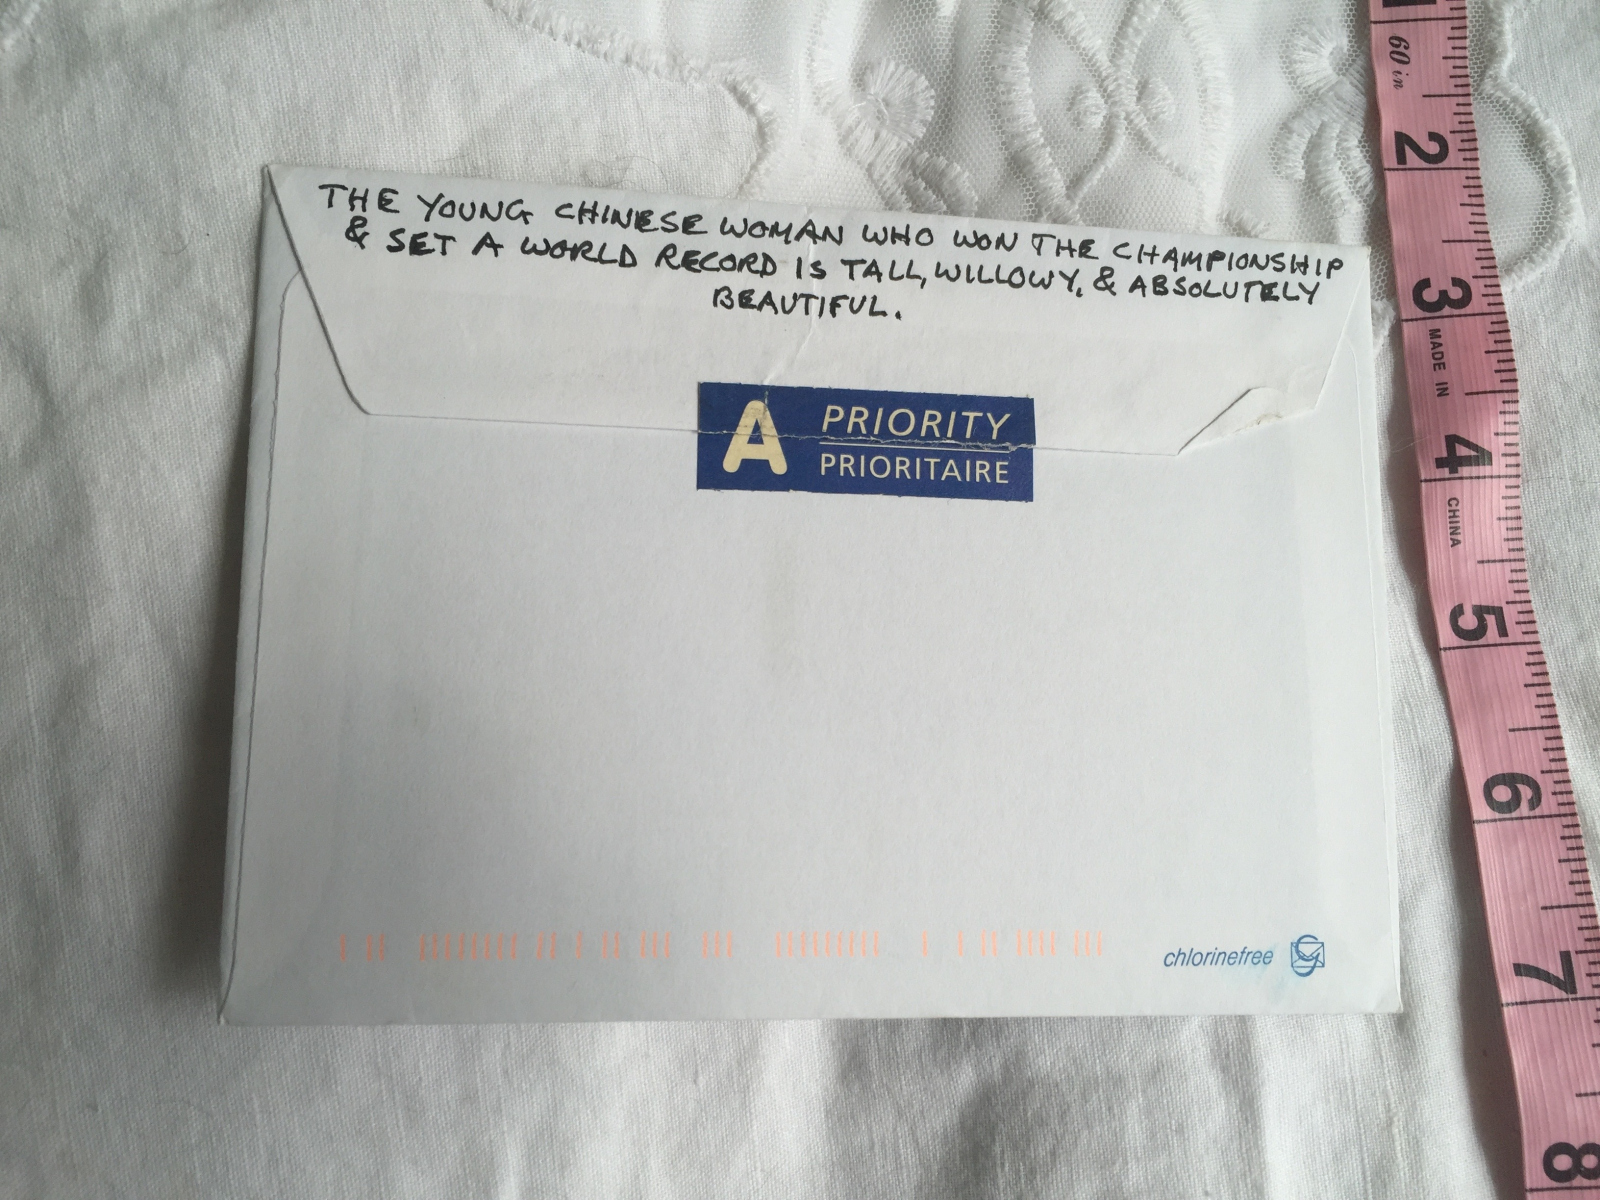 THE YOUNG CHINESE WOMAN WHO WON THE CHAMPIONSHIP
& SET A WORLD RECORD IS TALL, WILLOWY, & ABSOLUTELY
BEAUTIFUL.
A PRIORITY
PRIORITAIRE
chlorinefree
60 in
2
3
MADE IN
4
CHINA
5
6
7
8